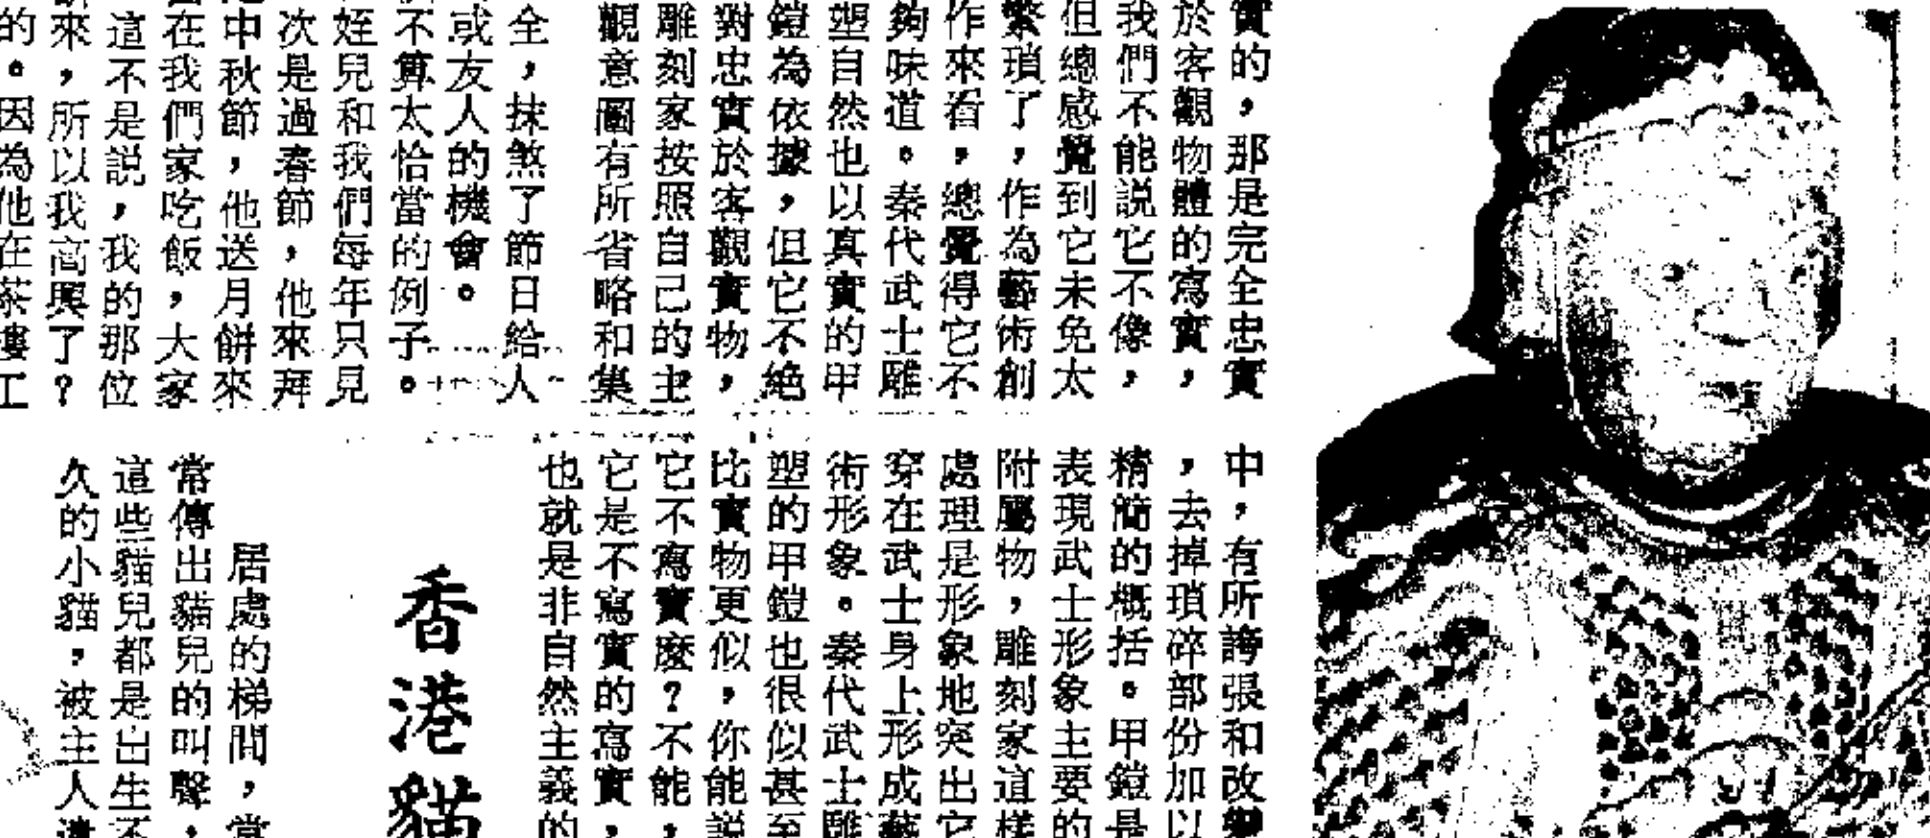 實的,那是完全忠實
於客觀物體的寫實,
我們不能説它不像,
但總感覺到它未免太
繁瑣了,作為藝術創
作來看,總覺得它不
夠味道。秦代武士雕
塑自然也以真實的甲
鎧為依據,但它不絶
對忠實於客觀實物,
雕刻家按照自己的主
觀意圖有所省略和集
中,有所誇張和改變
,去掉瑣碎部份加以
精簡的概括。甲鎧是
表現武士形象主要的
附屬物,雕刻家這樣
處理是形象地突出它
穿在武士身上形成藝
術形象。秦代武士雕
塑的甲鎧也很似甚至
比實物更似,你能説
它不寫實麼?不能,
它是不寫實的寫實,
也就是非自然主義的
全,抹煞了節日給人
或友人的機會。
不算太恰當的例子。
姪兒和我們每年只見
次是過春節,他來拜
中秋節,他送月餅來
在我們家吃飯,大家
這不是説,我的那位
來,所以我高興了?
的。因為他在茶樓工
香港貓
居處的梯間,常
常傳出貓兒的叫聲,
這些貓兒都是出生不
久的小貓,被主人遺